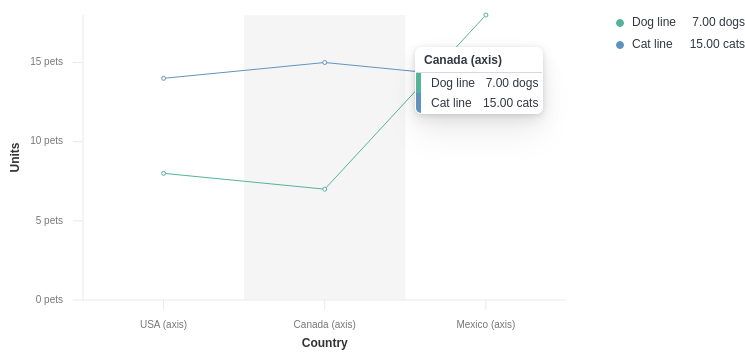 15 pets
10 pets
5 pets
0 pets
Units
USA (axis)
Canada (axis)
Mexico (axis)
Country
Canada (axis)
Dog line 7.00 dogs
Cat line 15.00 cats
Dog line 7.00 dogs
Cat line 15.00 cats